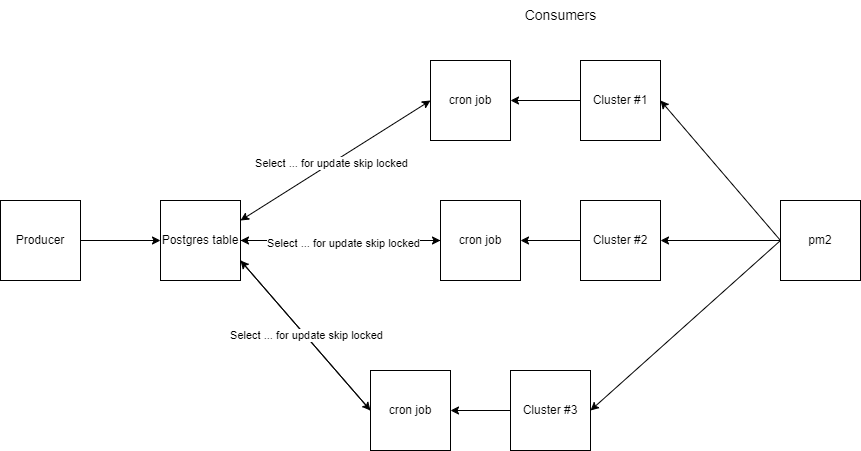 Consumers
cron job
Cluster #1
Select ... for update skip locked
Producer
Postgres table
Select ... for update skip locked
cron job
Cluster #2
pm2
Select ... for update skip locked
cron job
Cluster #3